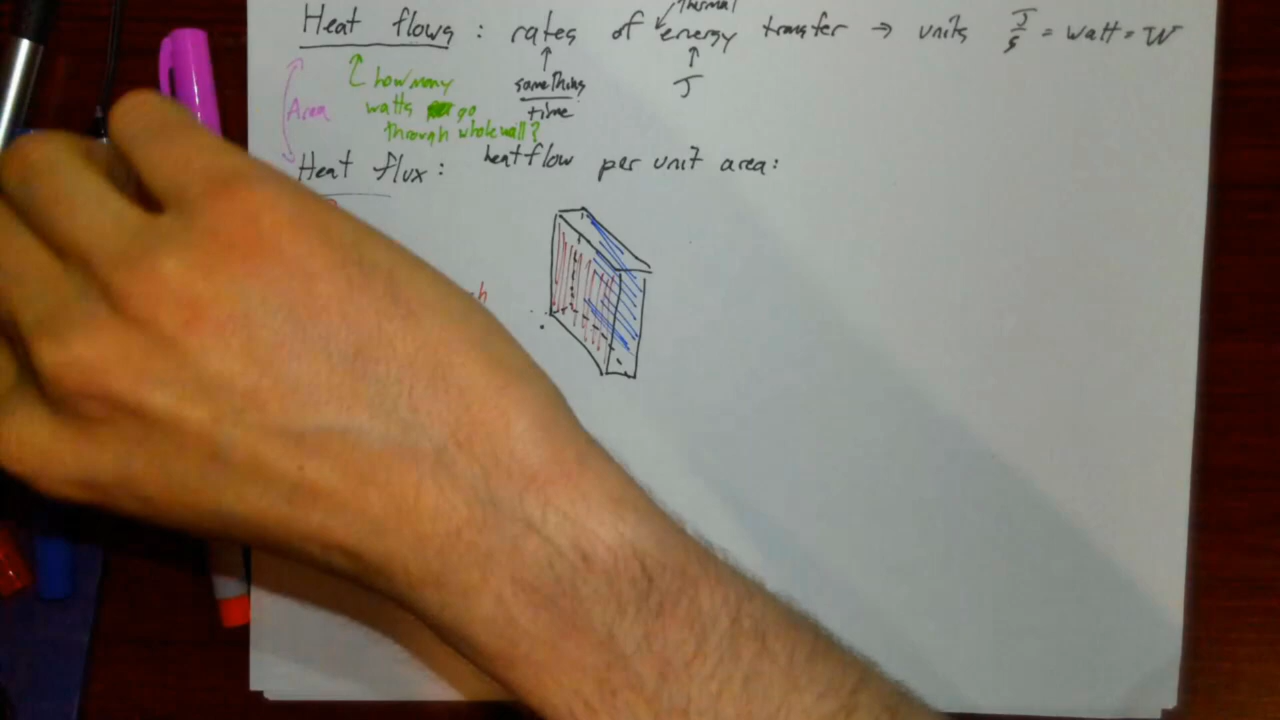 thermal
Heat flows : rates of energy transfer → units J/s = watt = W
↑ how many
watts go
through whole wall?
something
time
J
Area
Heat flux: heat flow per unit area: